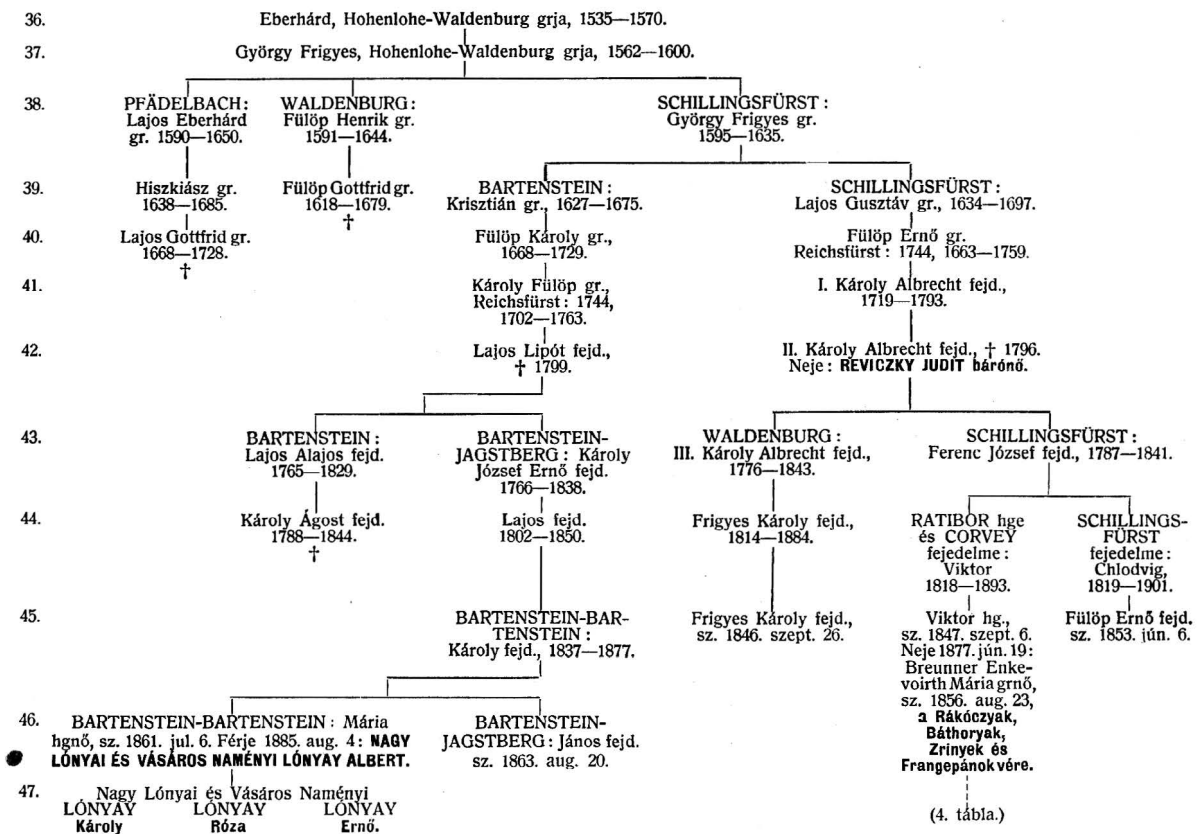 36. Eberhárd, Hohenlohe-Waldenburg grja, 1535—1570.
37. György Frigyes, Hohenlohe-Waldenburg grja, 1562—1600.
38.
PFÄDELBACH:
Lajos Eberhárd
gr. 1590—1650.
WALDENBURG:
Fülöp Henrik gr.
1591—1644.
SCHILLINGSFÜRST:
György Frigyes gr.
1595—1635.
39.
Hiszkiász gr.
1638—1685.
Fülöp Gottfrid gr.
1618—1679.
†
BARTENSTEIN:
Krisztián gr., 1627—1675.
SCHILLINGSFÜRST:
Lajos Gusztáv gr., 1634—1697.
40.
Lajos Gottfrid gr.
1668—1728.
†
Fülöp Károly gr.,
1668—1729.
Fülöp Ernő gr.
Reichsfürst: 1744, 1663—1759.
41.
Károly Fülöp gr.,
Reichsfürst: 1744,
1702—1763.
I. Károly Albrecht fejd.,
1719—1793.
42.
Lajos Lipót fejd.,
† 1799.
II. Károly Albrecht fejd., † 1796.
Neje: REVICZKY JUDIT bárónő.
43.
BARTENSTEIN:
Lajos Alajos fejd.
1765—1829.
BARTENSTEIN-
JAGSTBERG: Károly
József Ernő fejd.
1766—1838.
WALDENBURG:
III. Károly Albrecht fejd.,
1776—1843.
SCHILLINGSFÜRST:
Ferenc József fejd., 1787—1841.
44.
Károly Ágost fejd.
1788—1844.
†
Lajos fejd.
1802—1850.
Frigyes Károly fejd.,
1814—1884.
RATIBOR hge
és CORVEY
fejedelme:
Viktor
1818—1893.
SCHILLINGS-
FÜRST
fejedelme:
Chlodvig,
1819—1901.
45.
BARTENSTEIN-BAR-
TENSTEIN:
Károly fejd., 1837—1877.
Frigyes Károly fejd.,
sz. 1846. szept. 26.
Viktor hg.,
sz. 1847. szept. 6.
Neje 1877. jún. 19:
Breunner Enke-
voirth Mária grnő,
sz. 1856. aug. 23,
a Rákóczyak,
Báthoryak,
Zrinyek és
Frangepánok vére.
Fülöp Ernő fejd.
sz. 1853. jún. 6.
46.
BARTENSTEIN-BARTENSTEIN: Mária
hgnő, sz. 1861. jul. 6. Férje 1885. aug. 4: NAGY
LÓNYAI ÉS VÁSÁROS NAMÉNYI LÓNYAY ALBERT.
BARTENSTEIN-
JAGSTBERG: János fejd.
sz. 1863. aug. 20.
47.
Nagy Lónyai és Vásáros Naményi
LÓNYAY LÓNYAY LÓNYAY
Károly Róza Ernő.
(4. tábla.)